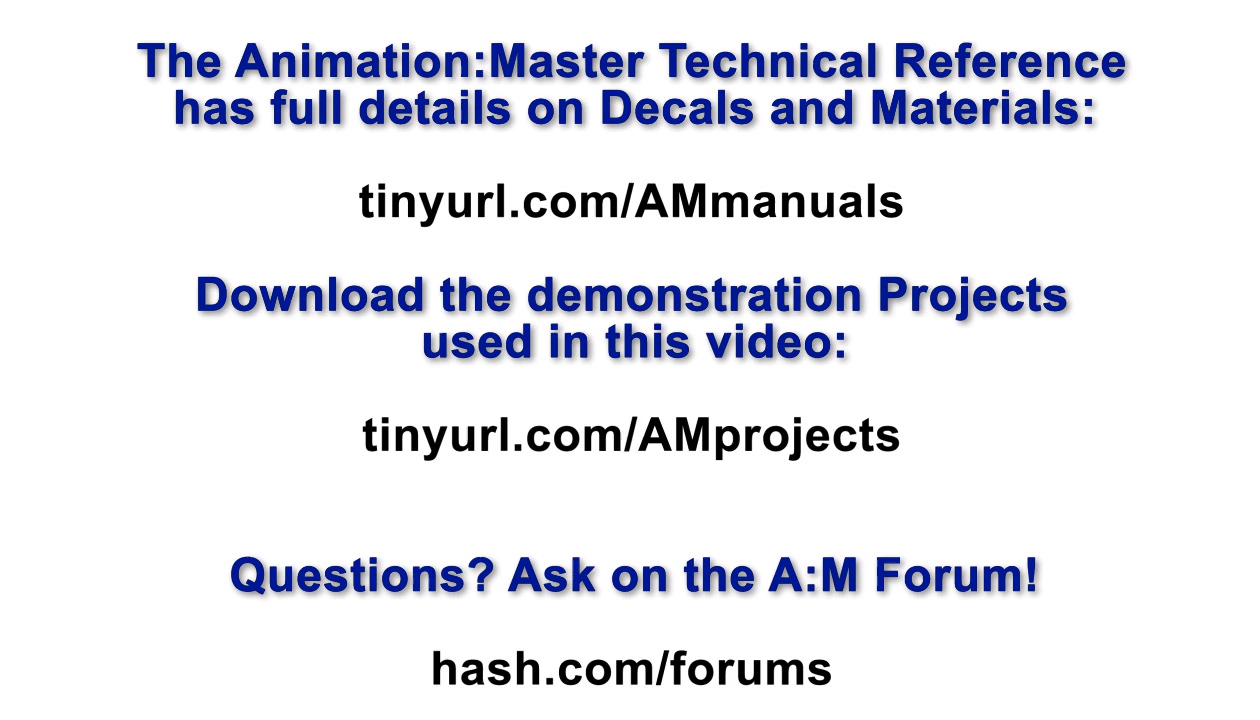 The Animation:Master Technical Reference
has full details on Decals and Materials:
tinyurl.com/AMmanuals
Download the demonstration Projects
used in this video:
tinyurl.com/AMprojects
Questions? Ask on the A:M Forum!
hash.com/forums